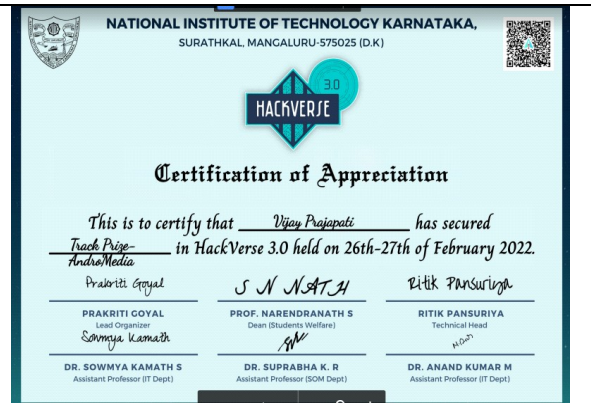 NATIONAL INSTITUTE OF TECHNOLOGY KARNATAKA,
SURATHKAL, MANGALURU-575025 (D.K)
3.0
HACKVERSE
Certification of Appreciation
This is to certify that Vijay Prajapati has secured
Track Prize-
AndroMedia in HackVerse 3.0 held on 26th-27th of February 2022.
Prakriti Goyal S N NATH Ritik Pansuriya
PRAKRITI GOYAL PROF. NARENDRANATH S RITIK PANSURIYA
Lead Organizer Dean (Students Welfare) Technical Head
Sowmya Kamath
DR. SOWMYA KAMATH S DR. SUPRABHA K. R DR. ANAND KUMAR M
Assistant Professor (IT Dept) Assistant Professor (SOM Dept) Assistant Professor (IT Dept)